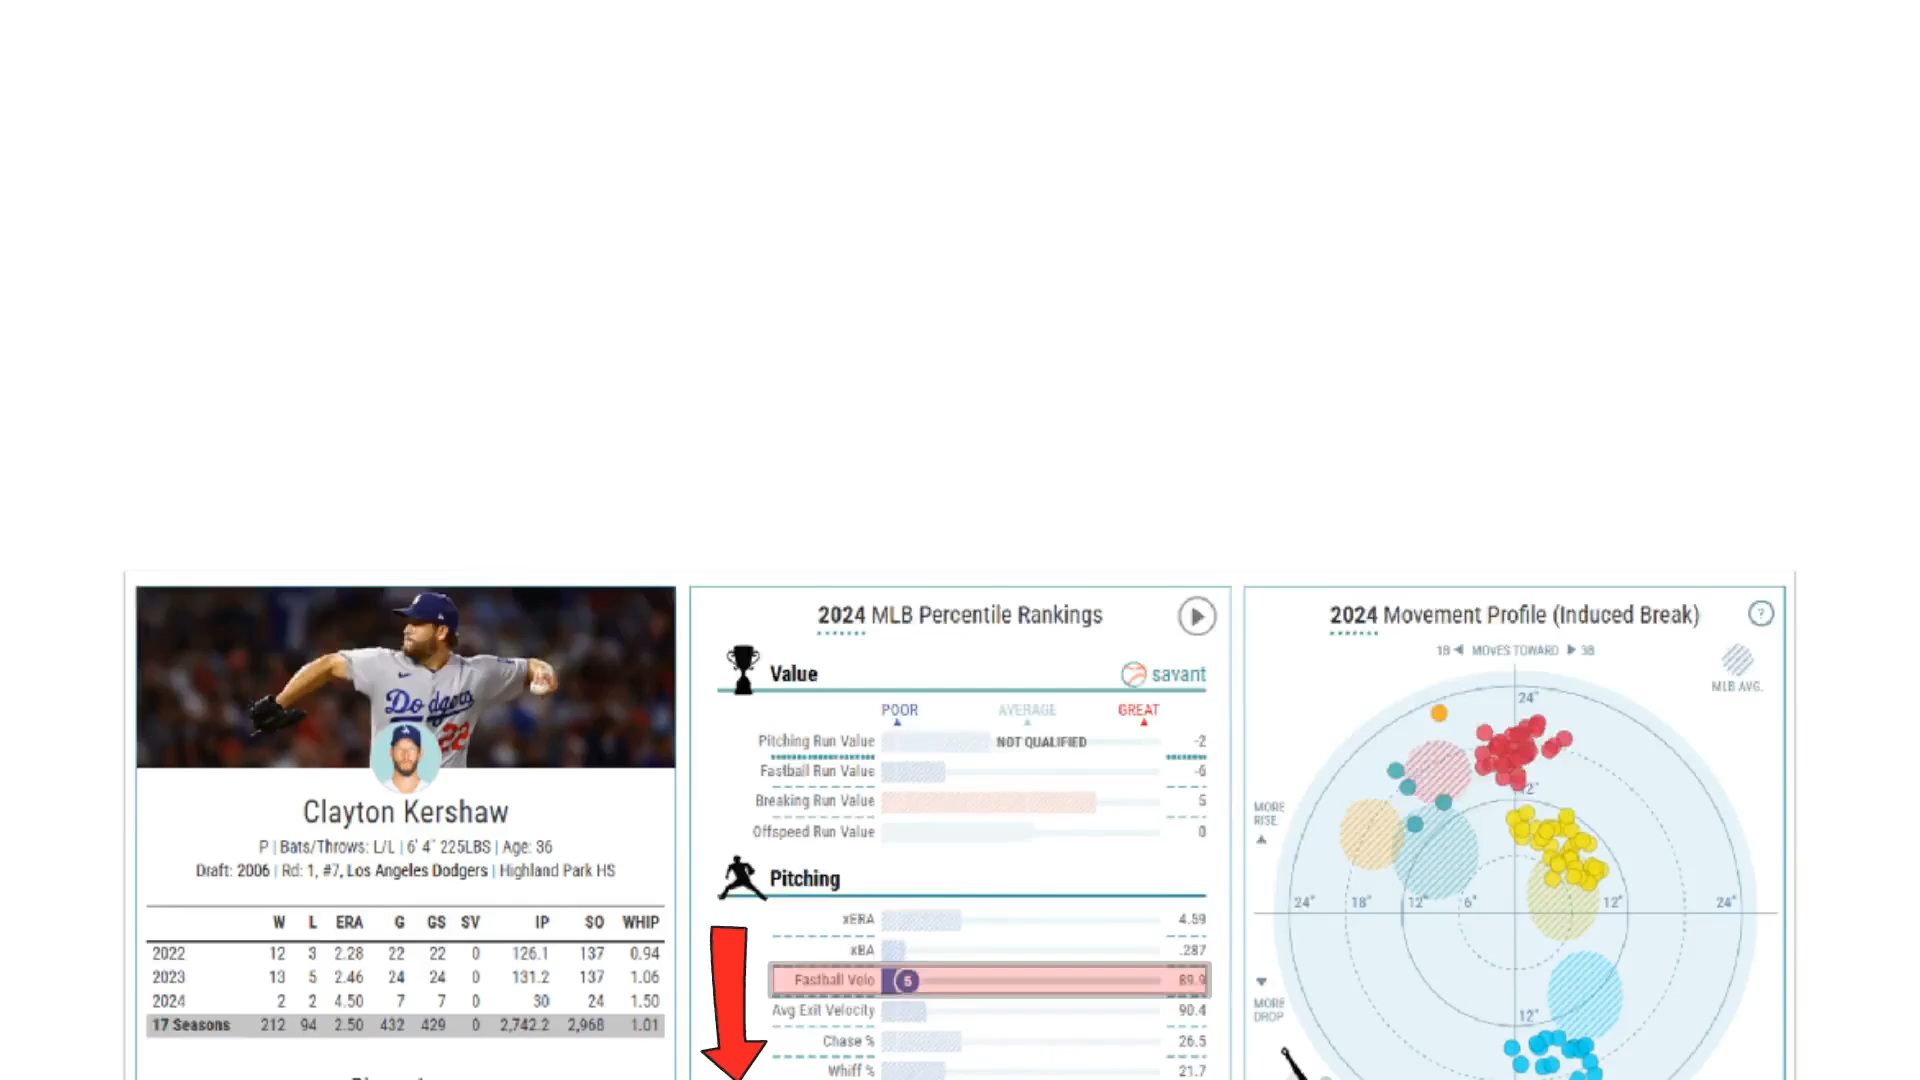 2024 MLB Percentile Rankings
Value
savant
POOR AVERAGE GREAT
Pitching Run Value NOT QUALIFIED -2
Fastball Run Value -6
Breaking Run Value 5
Offspeed Run Value 0
Pitching
xERA 4.59
xBA .287
Fastball Velo 5 89.9
Avg Exit Velocity 90.4
Chase % 26.5
Whiff % 21.7
Dodgers
22
Clayton Kershaw
P | Bats/Throws: L/L | 6' 4" 225LBS | Age: 36
Draft: 2006 | Rd: 1, #7, Los Angeles Dodgers | Highland Park HS
W L ERA G GS SV IP SO WHIP
2022 12 3 2.28 22 22 0 126.1 137 0.94
2023 13 5 2.46 24 24 0 131.2 137 1.06
2024 2 2 4.50 7 7 0 30 24 1.50
17 Seasons 212 94 2.50 432 429 0 2,742.2 2,968 1.01
2024 Movement Profile (Induced Break)
?
1B ◄ MOVES TOWARD ► 3B
MLB AVG.
24"
12"
MORE
RISE
▲
24" 18" 12" 6" 12" 24"
▼
MORE
DROP
12"